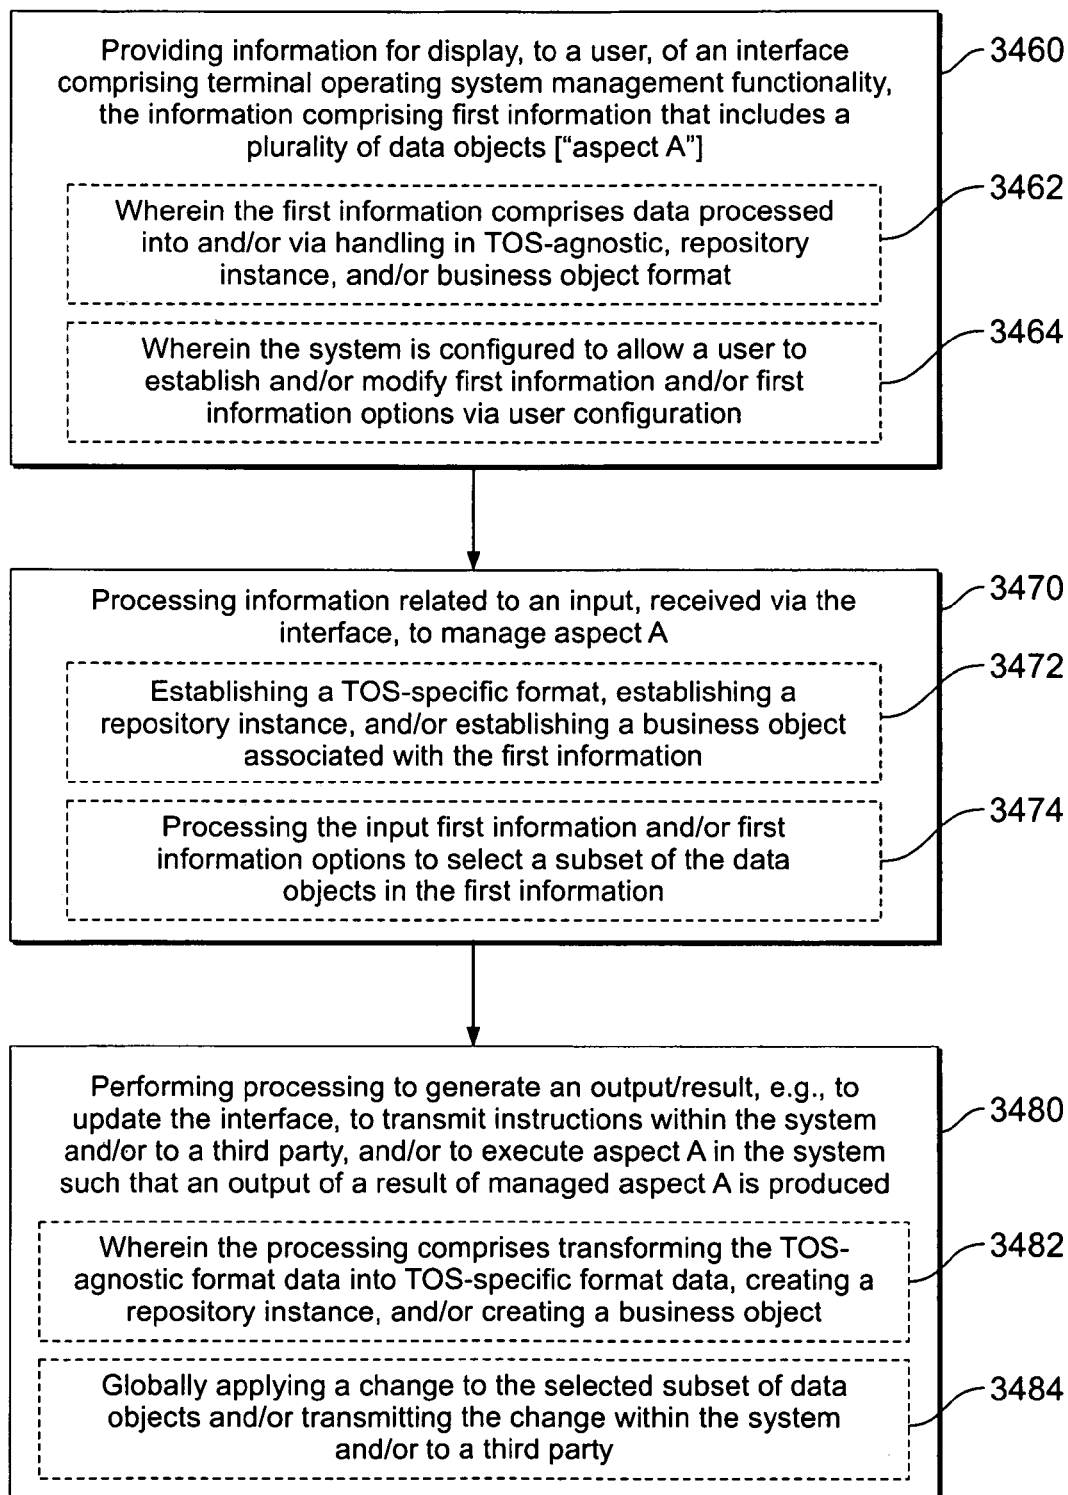 Providing information for display, to a user, of an interface
comprising terminal operating system management functionality,
the information comprising first information that includes a
plurality of data objects [“aspect A”]
3460
Wherein the first information comprises data processed
into and/or via handling in TOS-agnostic, repository
instance, and/or business object format
3462
Wherein the system is configured to allow a user to
establish and/or modify first information and/or first
information options via user configuration
3464
Processing information related to an input, received via the
interface, to manage aspect A
3470
Establishing a TOS-specific format, establishing a
repository instance, and/or establishing a business object
associated with the first information
3472
Processing the input first information and/or first
information options to select a subset of the data
objects in the first information
3474
Performing processing to generate an output/result, e.g., to
update the interface, to transmit instructions within the system
and/or to a third party, and/or to execute aspect A in the system
such that an output of a result of managed aspect A is produced
3480
Wherein the processing comprises transforming the TOS-
agnostic format data into TOS-specific format data, creating a
repository instance, and/or creating a business object
3482
Globally applying a change to the selected subset of data
objects and/or transmitting the change within the system
and/or to a third party
3484